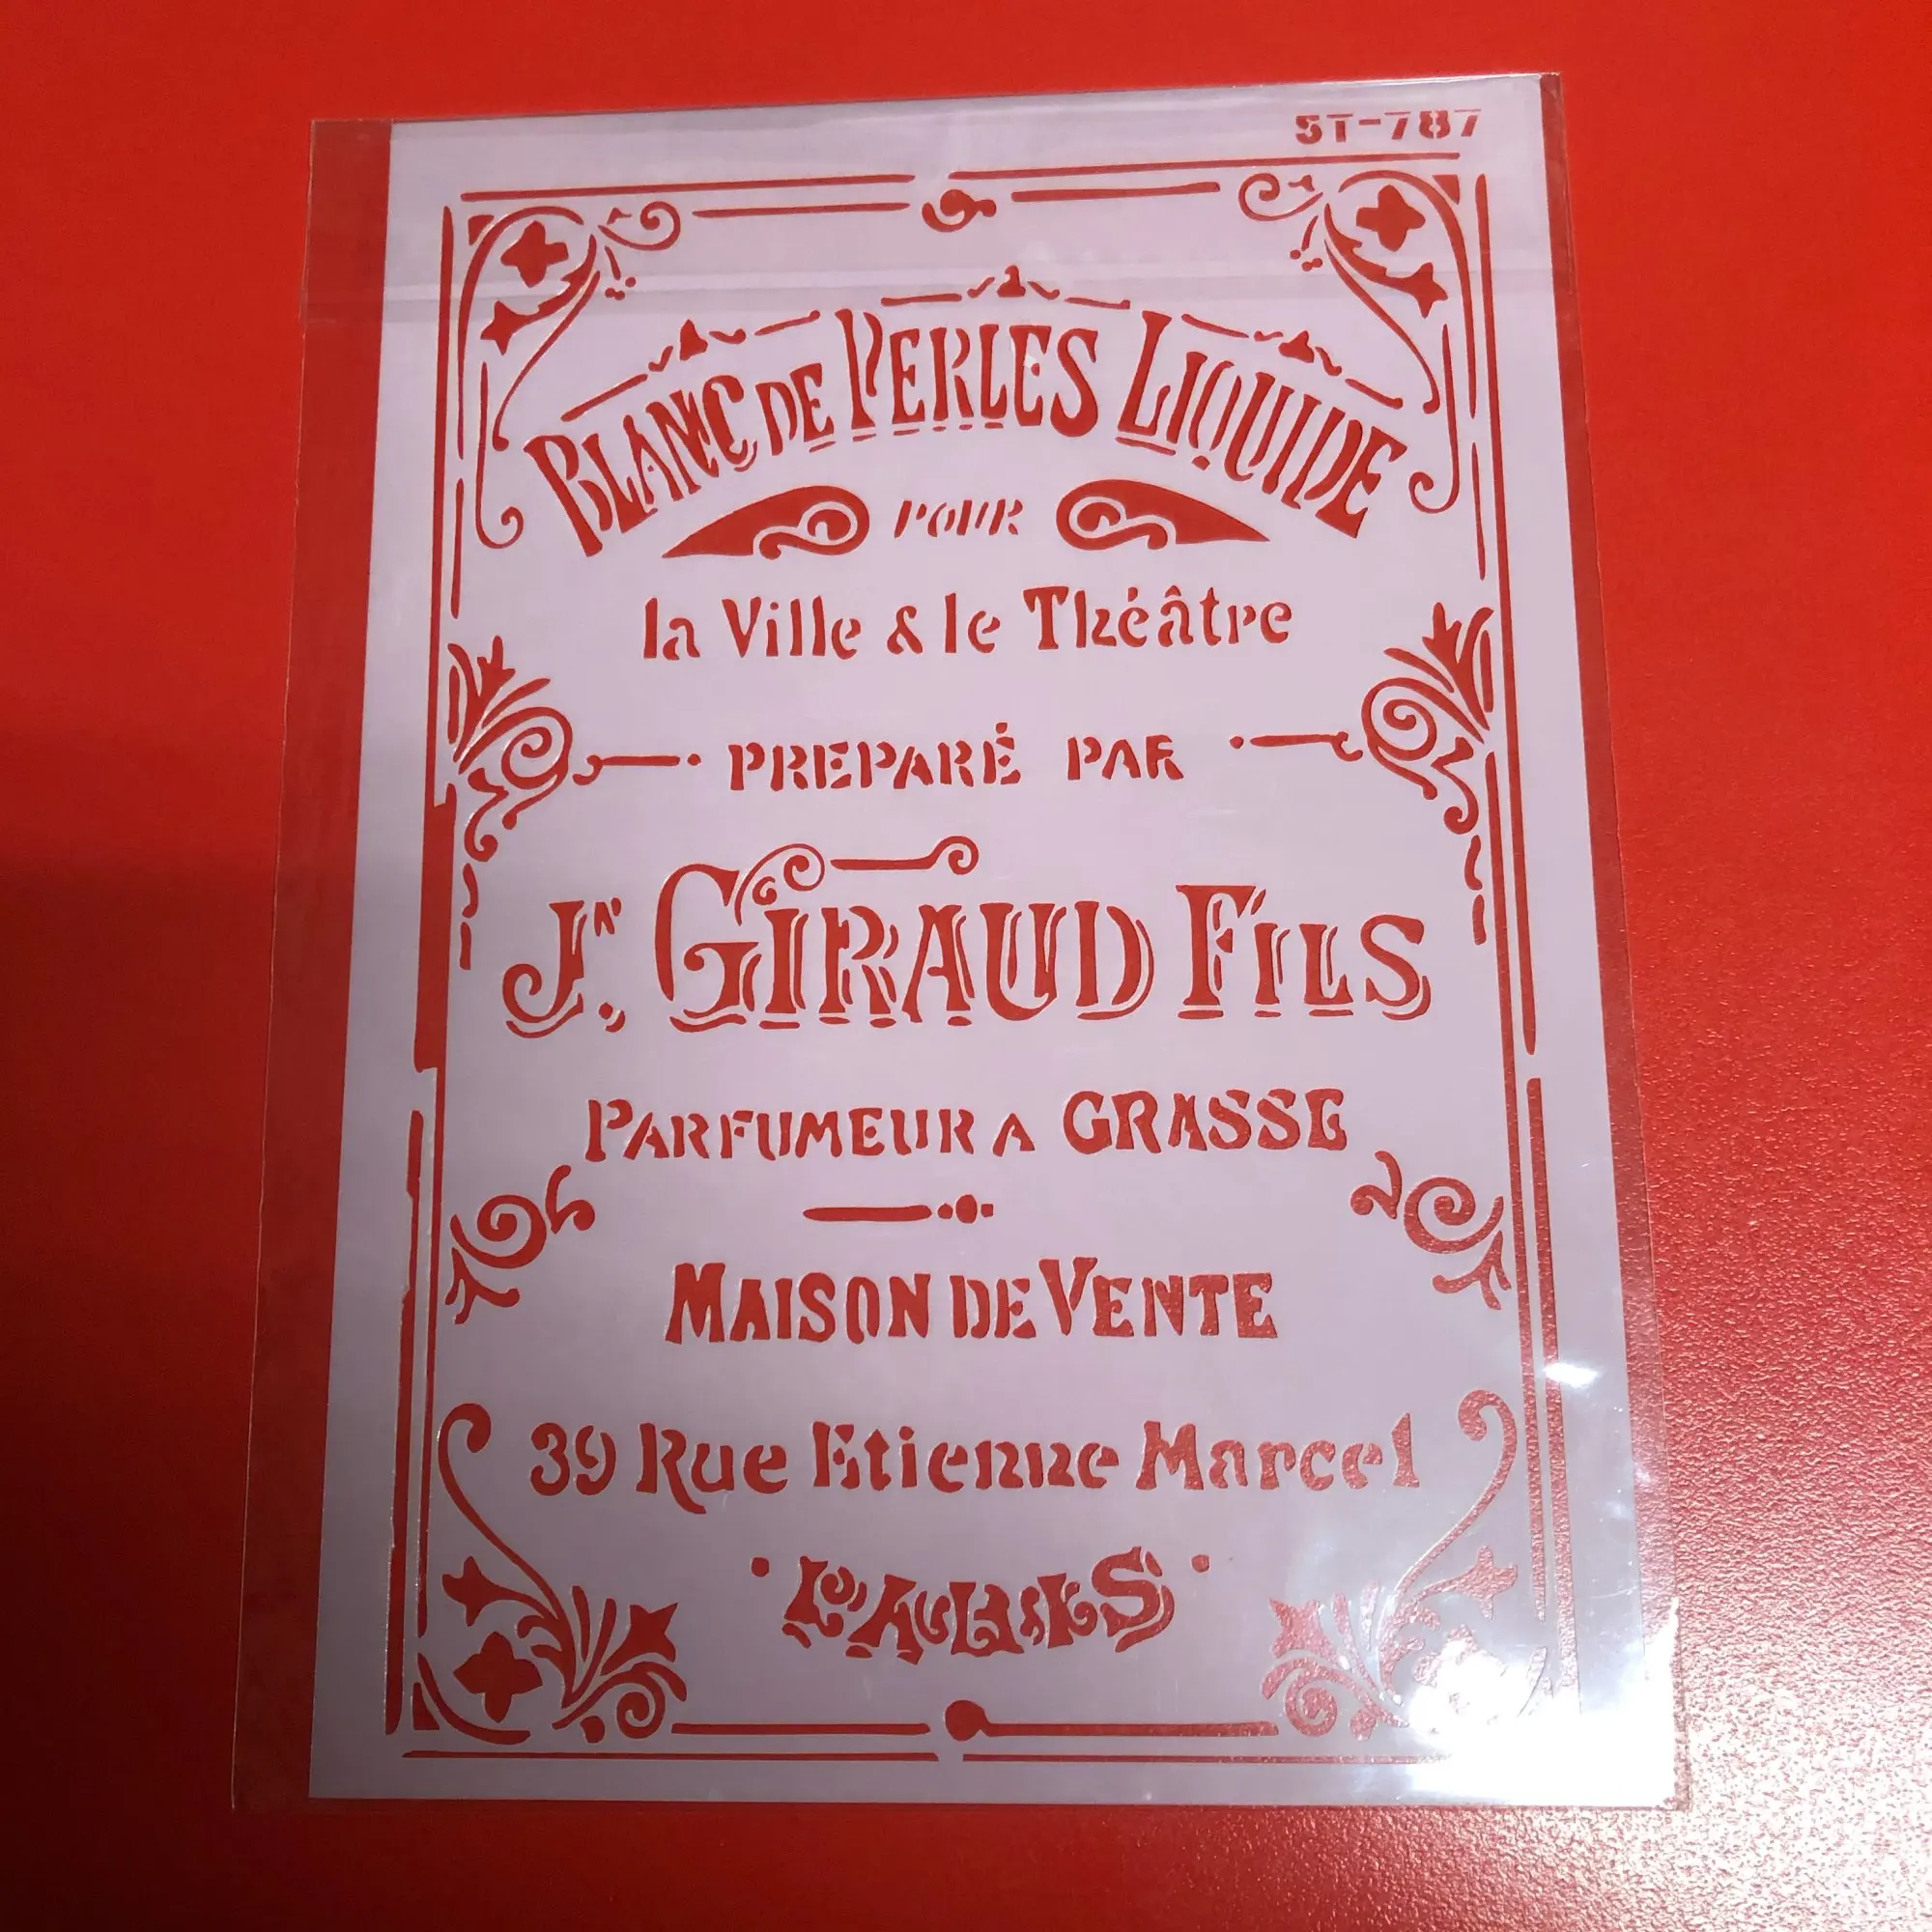 ST-787
BLANC DE PERLES LIQUIDE
POUR
la Ville & le Théâtre
PREPARÉ PAR
JN. GIRAUD FILS
PARFUMEUR A GRASSE
MAISON DE VENTE
39 Rue Etienne Marcel